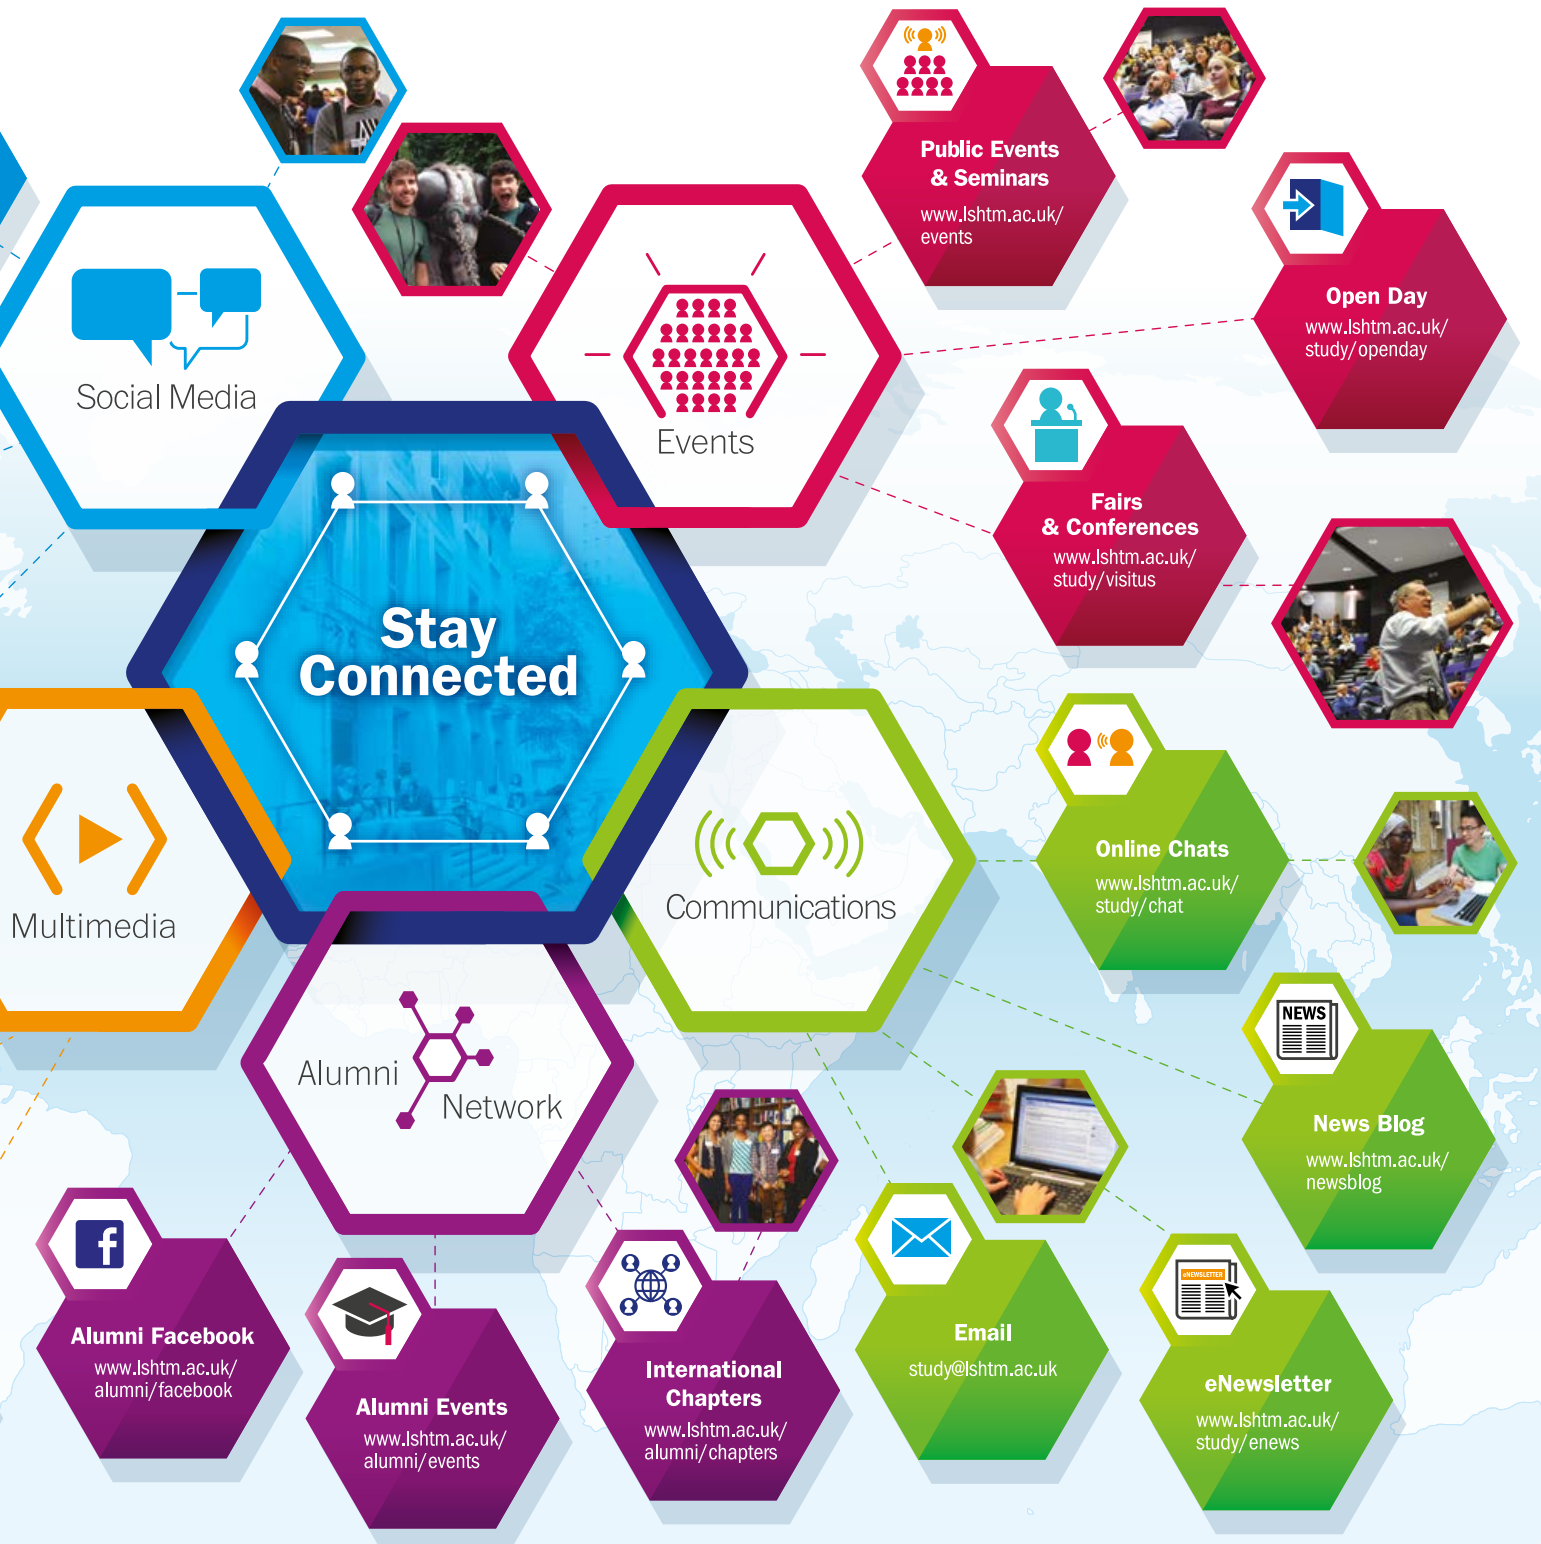 Public Events
& Seminars
www.lshtm.ac.uk/
events
Open Day
www.lshtm.ac.uk/
study/openday
Social Media
Events
Fairs
& Conferences
www.lshtm.ac.uk/
study/visitus
Stay
Connected
Online Chats
www.lshtm.ac.uk/
study/chat
Multimedia
Communications
NEWS
News Blog
www.lshtm.ac.uk/
newsblog
Alumni
Network
Alumni Facebook
www.lshtm.ac.uk/
alumni/facebook
Alumni Events
www.lshtm.ac.uk/
alumni/events
International
Chapters
www.lshtm.ac.uk/
alumni/chapters
Email
study@lshtm.ac.uk
eNEWSLETTER
eNewsletter
www.lshtm.ac.uk/
study/enews